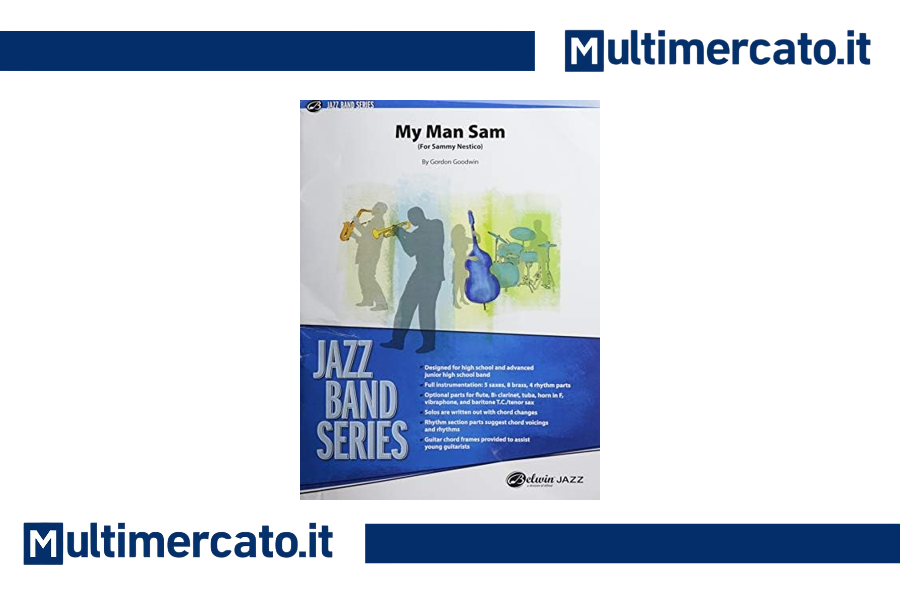 Multimercato.it
JAZZ BAND SERIES
My Man Sam
(For Sammy Nestico)
By Gordon Goodwin
JAZZ
BAND
SERIES
Designed for high school and advanced
junior high school band
Full instrumentation: 5 saxes, 8 brass, 4 rhythm parts
Optional parts for flute, B♭ clarinet, tuba, horn in F,
vibraphone, and baritone T.C./tenor sax
Solos are written out with chord changes
Rhythm section parts suggest chord voicings
and rhythms
Guitar chord frames provided to assist
young guitarists
Belwin JAZZ
a division of Alfred
Multimercato.it